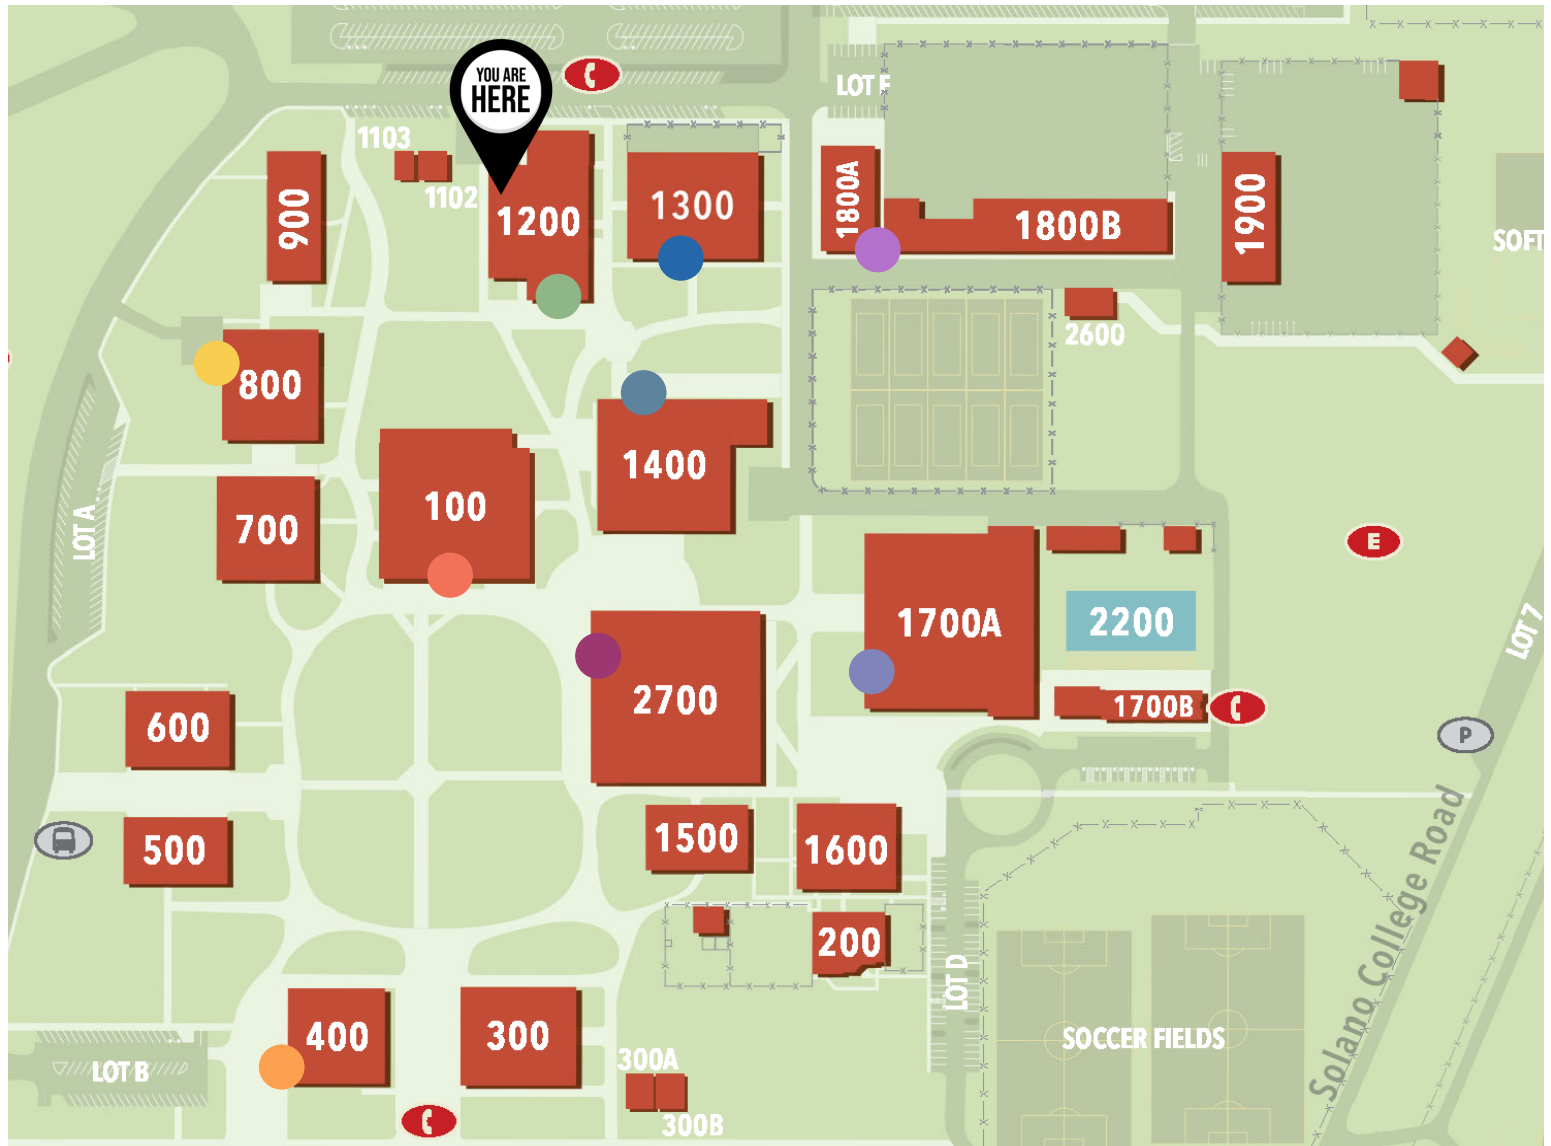 YOU ARE
HERE
LOT F
1103
1102
900
1200
1300
1800A
1800B
1900
SOFT
2600
800
1400
100
700
LOT A
E
1700A
2200
LOT 7
2700
600
1700B
P
500
1500
1600
200
LOT D
Solano College Road
400
300
SOCCER FIELDS
LOT B
300A
300B